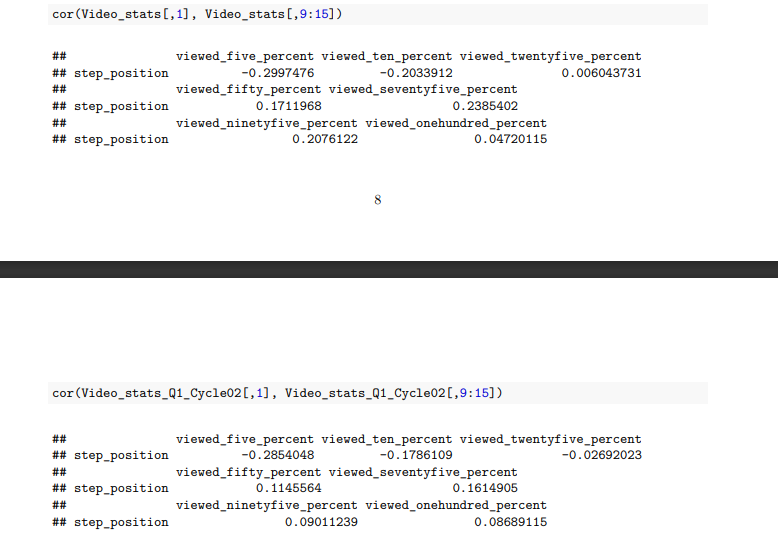 cor(Video_stats[,1], Video_stats[,9:15])
## viewed_five_percent viewed_ten_percent viewed_twentyfive_percent
## step_position -0.2997476 -0.2033912 0.006043731
## viewed_fifty_percent viewed_seventyfive_percent
## step_position 0.1711968 0.2385402
## viewed_ninetyfive_percent viewed_onehundred_percent
## step_position 0.2076122 0.04720115
8
cor(Video_stats_Q1_Cycle02[,1], Video_stats_Q1_Cycle02[,9:15])
## viewed_five_percent viewed_ten_percent viewed_twentyfive_percent
## step_position -0.2854048 -0.1786109 -0.02692023
## viewed_fifty_percent viewed_seventyfive_percent
## step_position 0.1145564 0.1614905
## viewed_ninetyfive_percent viewed_onehundred_percent
## step_position 0.09011239 0.08689115